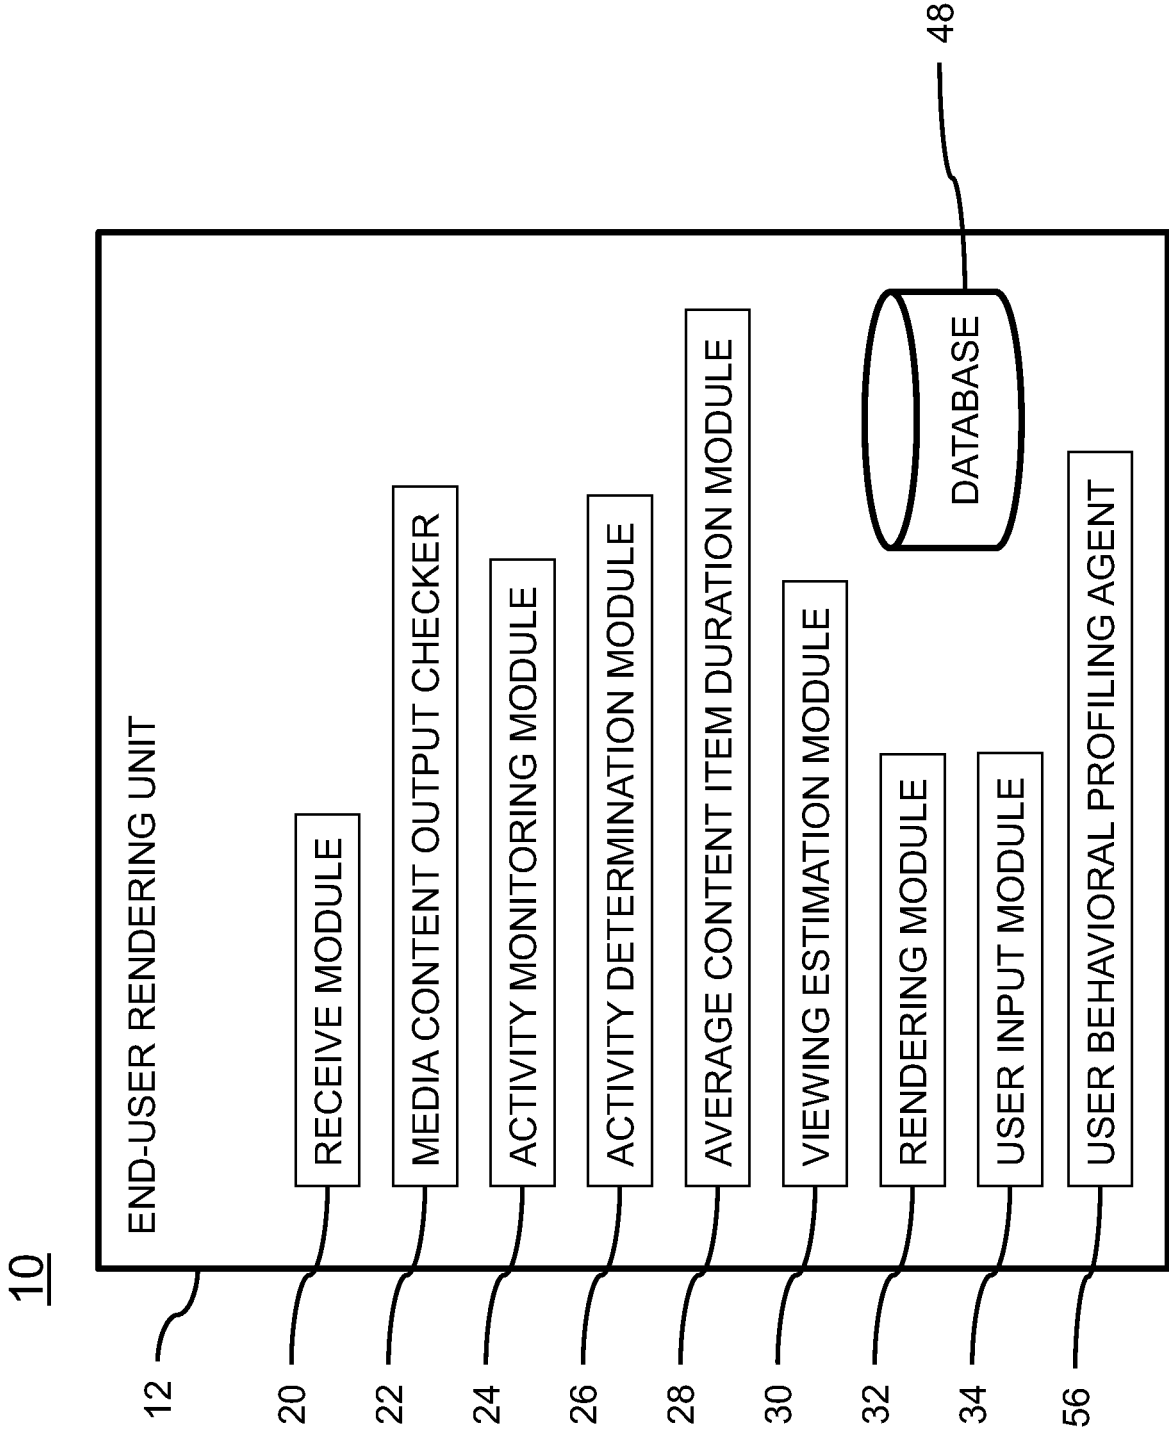 10
12
END-USER RENDERING UNIT
20
RECEIVE MODULE
22
MEDIA CONTENT OUTPUT CHECKER
24
ACTIVITY MONITORING MODULE
26
ACTIVITY DETERMINATION MODULE
28
AVERAGE CONTENT ITEM DURATION MODULE
30
VIEWING ESTIMATION MODULE
32
RENDERING MODULE
34
USER INPUT MODULE
56
USER BEHAVIORAL PROFILING AGENT
DATABASE
48